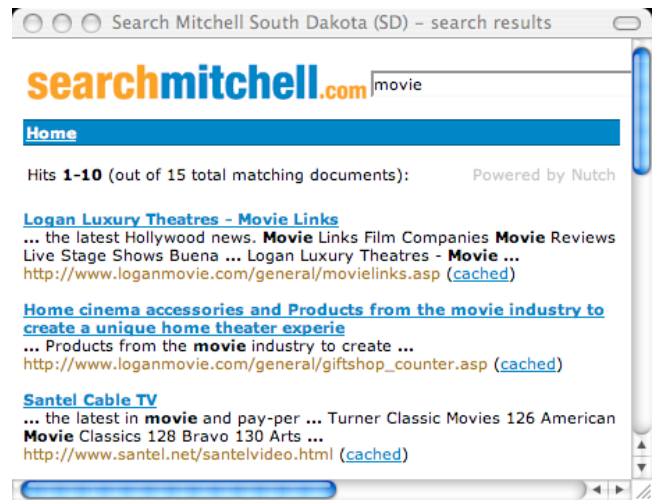 Search Mitchell South Dakota (SD) – search results
searchmitchell.com movie
Home
Hits 1-10 (out of 15 total matching documents): Powered by Nutch
Logan Luxury Theatres - Movie Links
... the latest Hollywood news. Movie Links Film Companies Movie Reviews
Live Stage Shows Buena ... Logan Luxury Theatres - Movie ...
http://www.loganmovie.com/general/movielinks.asp (cached)
Home cinema accessories and Products from the movie industry to
create a unique home theater experie
... Products from the movie industry to create ...
http://www.loganmovie.com/general/giftshop_counter.asp (cached)
Santel Cable TV
... the latest in movie and pay-per ... Turner Classic Movies 126 American
Movie Classics 128 Bravo 130 Arts ...
http://www.santel.net/santelvideo.html (cached)